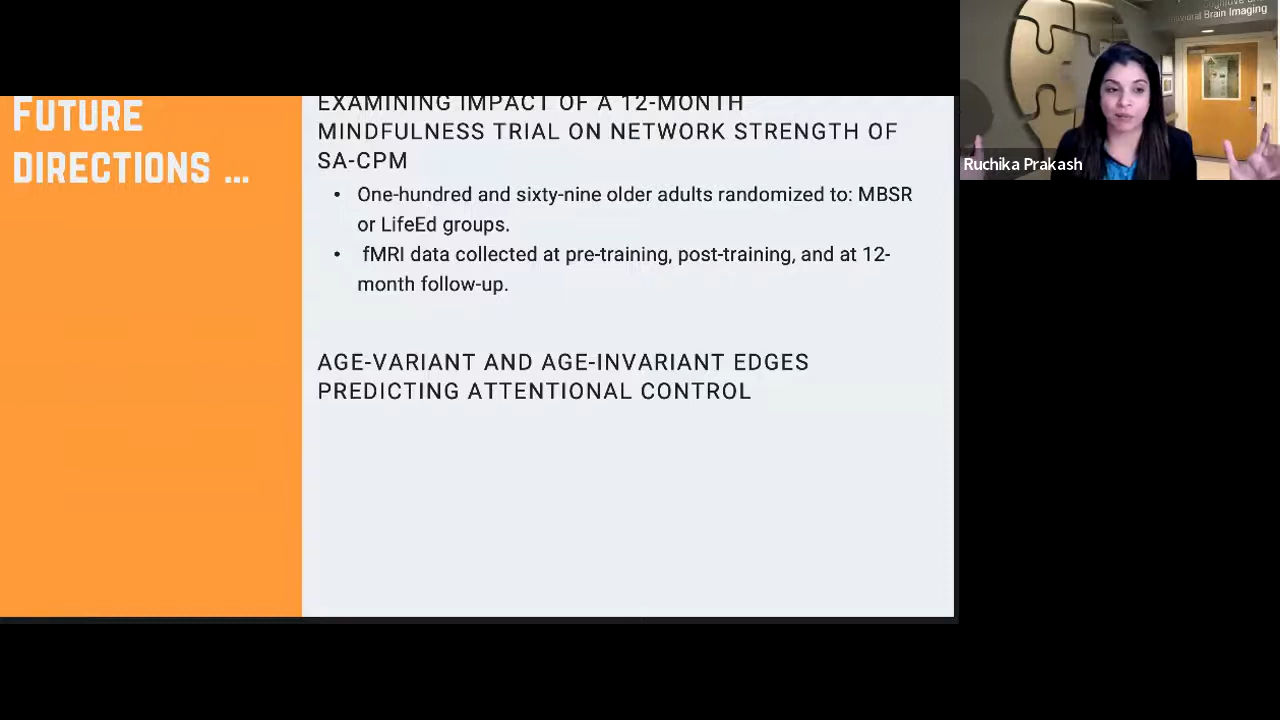 FUTURE
DIRECTIONS ...
EXAMINING IMPACT OF A 12-MONTH
MINDFULNESS TRIAL ON NETWORK STRENGTH OF
SA-CPM
• One-hundred and sixty-nine older adults randomized to: MBSR
or LifeEd groups.
• fMRI data collected at pre-training, post-training, and at 12-
month follow-up.
AGE-VARIANT AND AGE-INVARIANT EDGES
PREDICTING ATTENTIONAL CONTROL
Brain Imaging
Ruchika Prakash